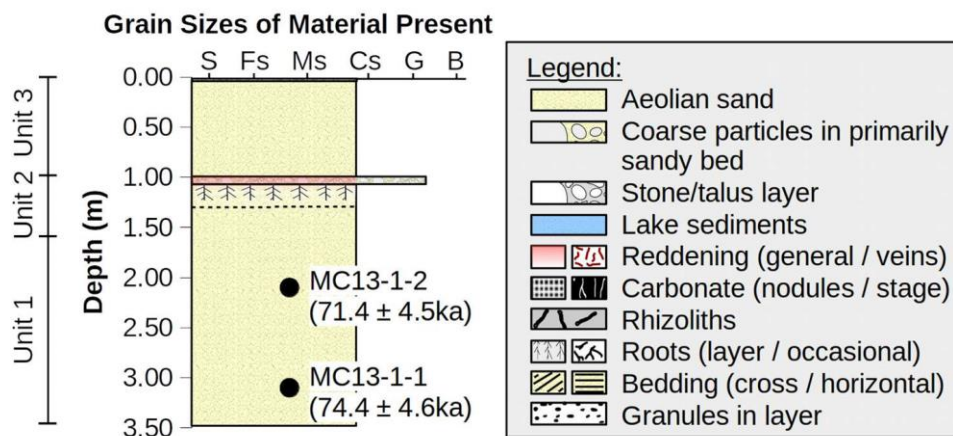 Grain Sizes of Material Present
S Fs Ms Cs G B
0.00
0.50
1.00
1.50
2.00
2.50
3.00
3.50
Depth (m)
Unit 3
Unit 2
Unit 1
MC13-1-2
(71.4 ± 4.5ka)
MC13-1-1
(74.4 ± 4.6ka)
Legend:
Aeolian sand
Coarse particles in primarily
sandy bed
Stone/talus layer
Lake sediments
Reddening (general / veins)
Carbonate (nodules / stage)
Rhizoliths
Roots (layer / occasional)
Bedding (cross / horizontal)
Granules in layer